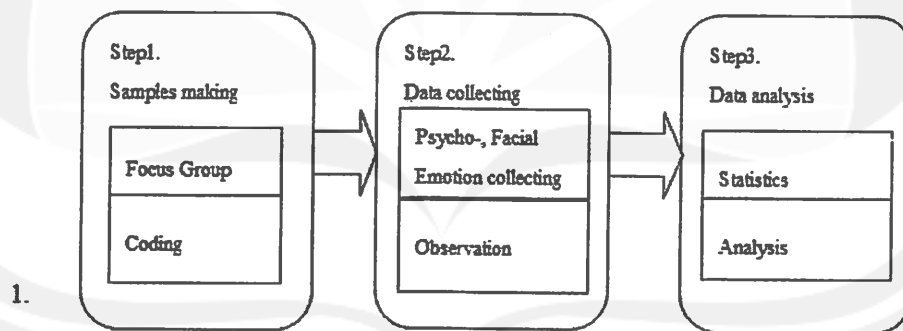 Step1.
Samples making
Focus Group
Coding
Step2.
Data collecting
Psycho-, Facial
Emotion collecting
Observation
Step3.
Data analysis
Statistics
Analysis
1.